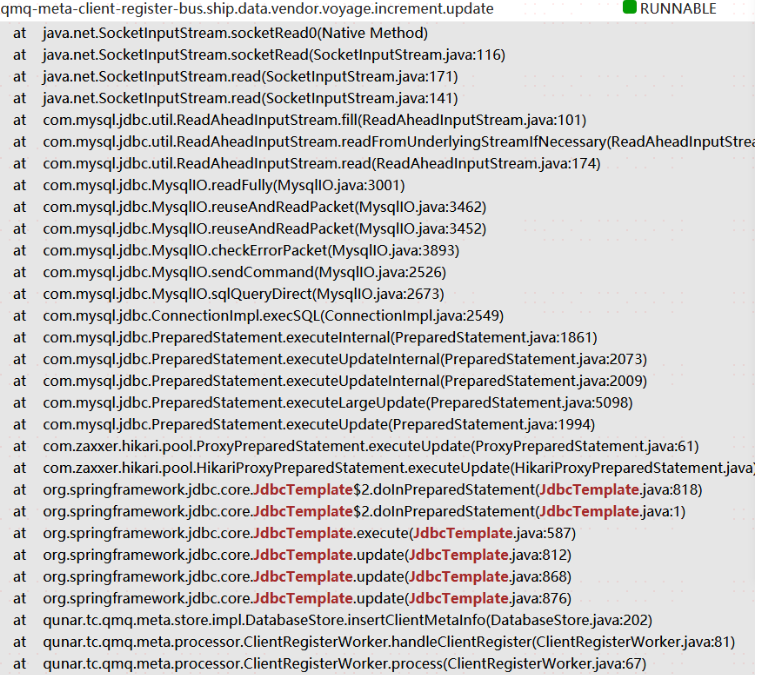 qmq-meta-client-register-bus.ship.data.vendor.voyage.increment.update RUNNABLE
at java.net.SocketInputStream.socketRead0(Native Method)
at java.net.SocketInputStream.socketRead(SocketInputStream.java:116)
at java.net.SocketInputStream.read(SocketInputStream.java:171)
at java.net.SocketInputStream.read(SocketInputStream.java:141)
at com.mysql.jdbc.util.ReadAheadInputStream.fill(ReadAheadInputStream.java:101)
at com.mysql.jdbc.util.ReadAheadInputStream.readFromUnderlyingStreamIfNecessary(ReadAheadInputStrea
at com.mysql.jdbc.util.ReadAheadInputStream.read(ReadAheadInputStream.java:174)
at com.mysql.jdbc.MysqlIO.readFully(MysqlIO.java:3001)
at com.mysql.jdbc.MysqlIO.reuseAndReadPacket(MysqlIO.java:3462)
at com.mysql.jdbc.MysqlIO.reuseAndReadPacket(MysqlIO.java:3452)
at com.mysql.jdbc.MysqlIO.checkErrorPacket(MysqlIO.java:3893)
at com.mysql.jdbc.MysqlIO.sendCommand(MysqlIO.java:2526)
at com.mysql.jdbc.MysqlIO.sqlQueryDirect(MysqlIO.java:2673)
at com.mysql.jdbc.ConnectionImpl.execSQL(ConnectionImpl.java:2549)
at com.mysql.jdbc.PreparedStatement.executeInternal(PreparedStatement.java:1861)
at com.mysql.jdbc.PreparedStatement.executeUpdateInternal(PreparedStatement.java:2073)
at com.mysql.jdbc.PreparedStatement.executeUpdateInternal(PreparedStatement.java:2009)
at com.mysql.jdbc.PreparedStatement.executeLargeUpdate(PreparedStatement.java:5098)
at com.mysql.jdbc.PreparedStatement.executeUpdate(PreparedStatement.java:1994)
at com.zaxxer.hikari.pool.ProxyPreparedStatement.executeUpdate(ProxyPreparedStatement.java:61)
at com.zaxxer.hikari.pool.HikariProxyPreparedStatement.executeUpdate(HikariProxyPreparedStatement.java)
at org.springframework.jdbc.core.JdbcTemplate$2.doInPreparedStatement(JdbcTemplate.java:818)
at org.springframework.jdbc.core.JdbcTemplate$2.doInPreparedStatement(JdbcTemplate.java:1)
at org.springframework.jdbc.core.JdbcTemplate.execute(JdbcTemplate.java:587)
at org.springframework.jdbc.core.JdbcTemplate.update(JdbcTemplate.java:812)
at org.springframework.jdbc.core.JdbcTemplate.update(JdbcTemplate.java:868)
at org.springframework.jdbc.core.JdbcTemplate.update(JdbcTemplate.java:876)
at qunar.tc.qmq.meta.store.impl.DatabaseStore.insertClientMetaInfo(DatabaseStore.java:202)
at qunar.tc.qmq.meta.processor.ClientRegisterWorker.handleClientRegister(ClientRegisterWorker.java:81)
at qunar.tc.qmq.meta.processor.ClientRegisterWorker.process(ClientRegisterWorker.java:67)